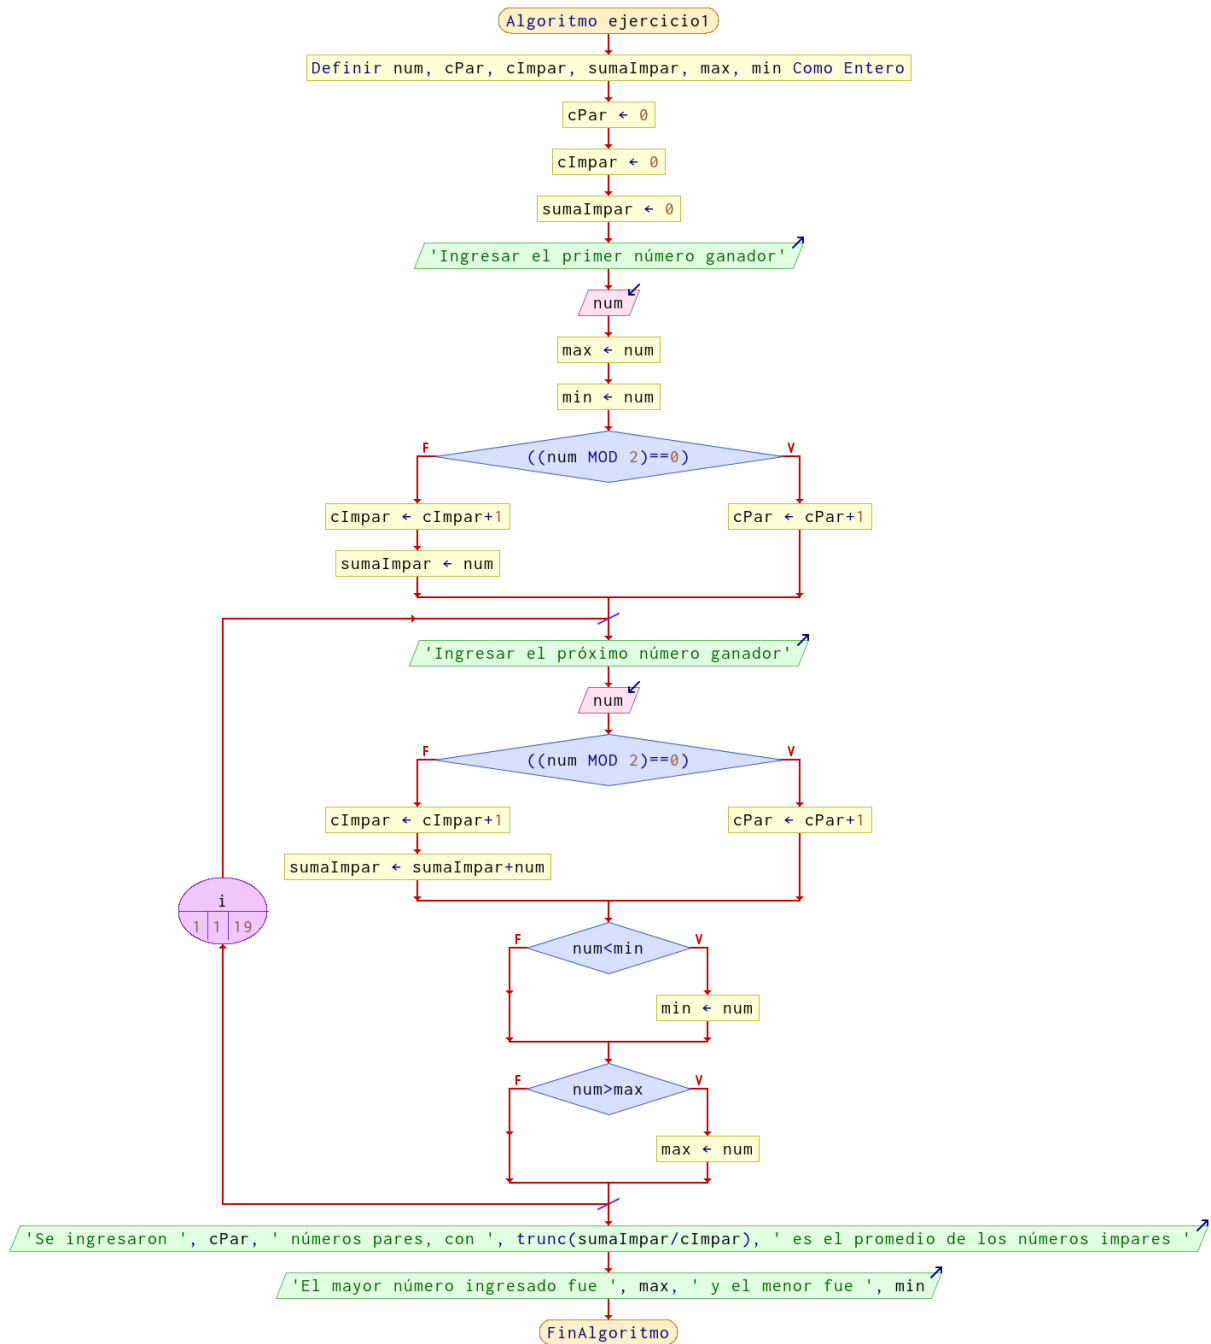 Algoritmo ejercicio1
Definir num, cPar, cImpar, sumaImpar, max, min Como Entero
cPar ← 0
cImpar ← 0
sumaImpar ← 0
'Ingresar el primer número ganador'
num
max ← num
min ← num
F
V
((num MOD 2)==0)
cImpar ← cImpar+1
cPar ← cPar+1
sumaImpar ← num
'Ingresar el próximo número ganador'
num
F
V
((num MOD 2)==0)
cImpar ← cImpar+1
cPar ← cPar+1
sumaImpar ← sumaImpar+num
i
1 1 19
F
V
num<min
min ← num
F
V
num>max
max ← num
'Se ingresaron ', cPar, ' números pares, con ', trunc(sumaImpar/cImpar), ' es el promedio de los números impares '
'El mayor número ingresado fue ', max, ' y el menor fue ', min
FinAlgoritmo